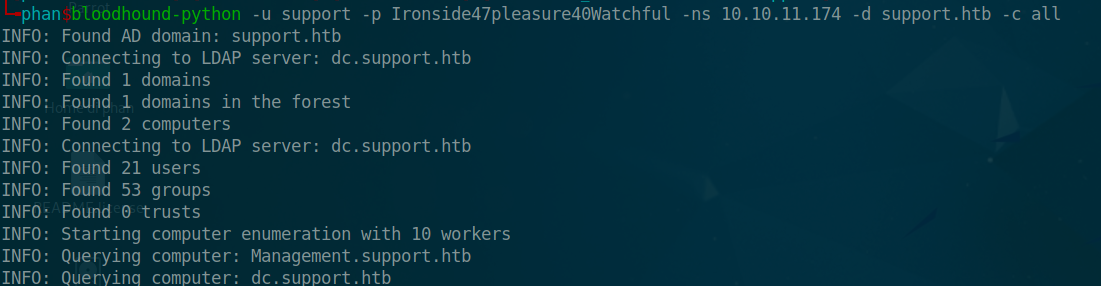 phan$bloodhound-python -u support -p Ironside47pleasure40Watchful -ns 10.10.11.174 -d support.htb -c all
INFO: Found AD domain: support.htb
INFO: Connecting to LDAP server: dc.support.htb
INFO: Found 1 domains
INFO: Found 1 domains in the forest
INFO: Found 2 computers
INFO: Connecting to LDAP server: dc.support.htb
INFO: Found 21 users
INFO: Found 53 groups
INFO: Found 0 trusts
INFO: Starting computer enumeration with 10 workers
INFO: Querying computer: Management.support.htb
INFO: Querying computer: dc.support.htb